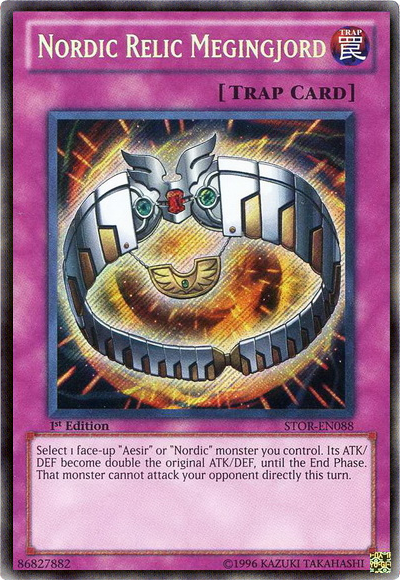 Nordic Relic Megingjord
TRAP
罠
[Trap Card]
1st Edition
STOR-EN088
Select 1 face-up "Aesir" or "Nordic" monster you control. Its ATK/
DEF become double the original ATK/DEF, until the End Phase.
That monster cannot attack your opponent directly this turn.
86827882
©1996 KAZUKI TAKAHASHI